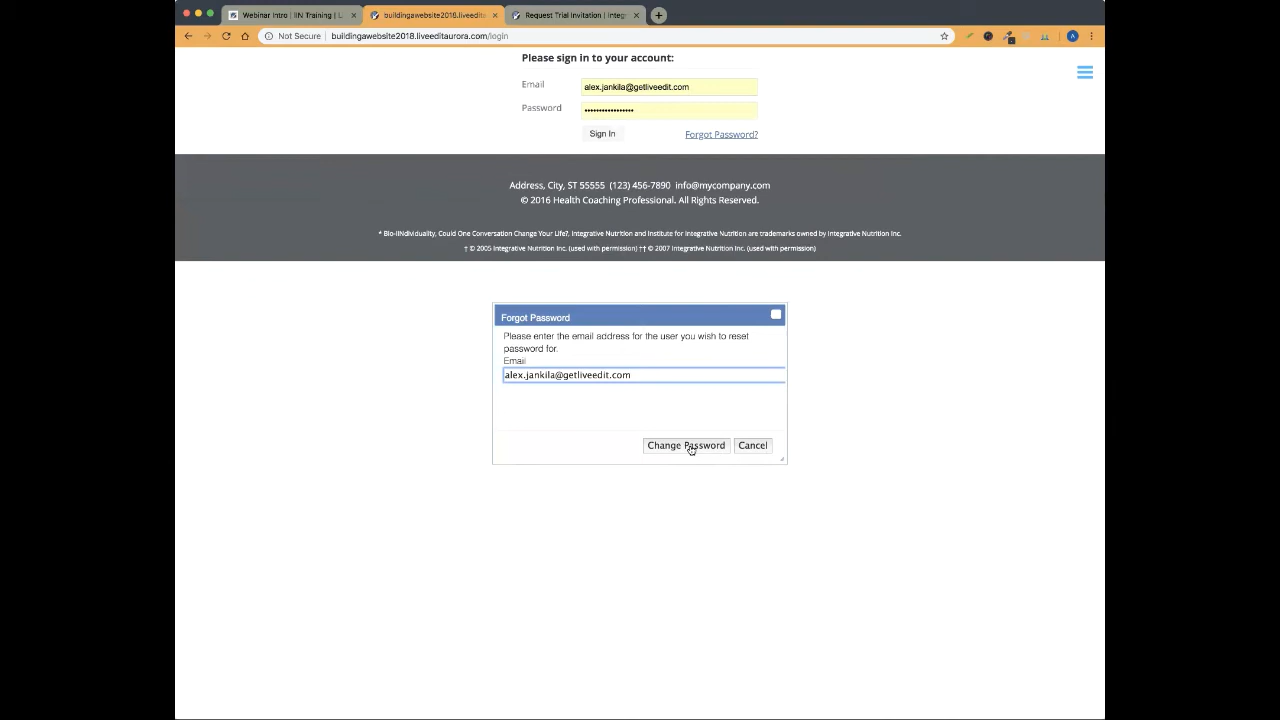 Webinar Intro | IIN Training | L
buildingawebsite2018.liveedita
Request Trial Invitation | Integr
Not Secure | buildingawebsite2018.liveeditaurora.com/login
Please sign in to your account:
Email alex.jankila@getliveedit.com
Password ••••••••••••••••
Sign In Forgot Password?
Address, City, ST 55555 (123) 456-7890 info@mycompany.com
© 2016 Health Coaching Professional. All Rights Reserved.
* Bio-IINdividuality, Could One Conversation Change Your Life?, Integrative Nutrition and Institute for Integrative Nutrition are trademarks owned by Integrative Nutrition Inc.
† © 2005 Integrative Nutrition Inc. (used with permission) †† © 2007 Integrative Nutrition Inc. (used with permission)
Forgot Password
Please enter the email address for the user you wish to reset
password for.
Email
alex.jankila@getliveedit.com
Change Password Cancel